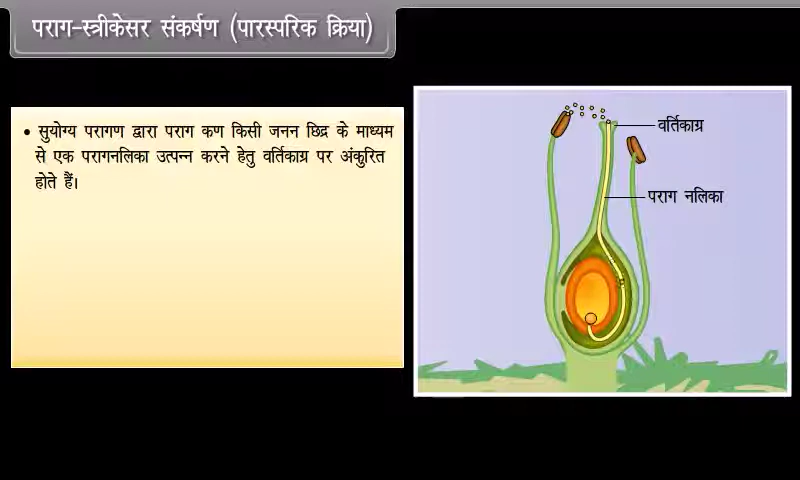 पराग-स्त्रीकेसर संकर्षण (पारस्परिक क्रिया)
• सुयोग्य परागण द्वारा पराग कण किसी जनन छिद्र के माध्यम
से एक परागनलिका उत्पन्न करने हेतु वर्तिकाग्र पर अंकुरित
होते हैं।
वर्तिकाग्र
पराग नलिका